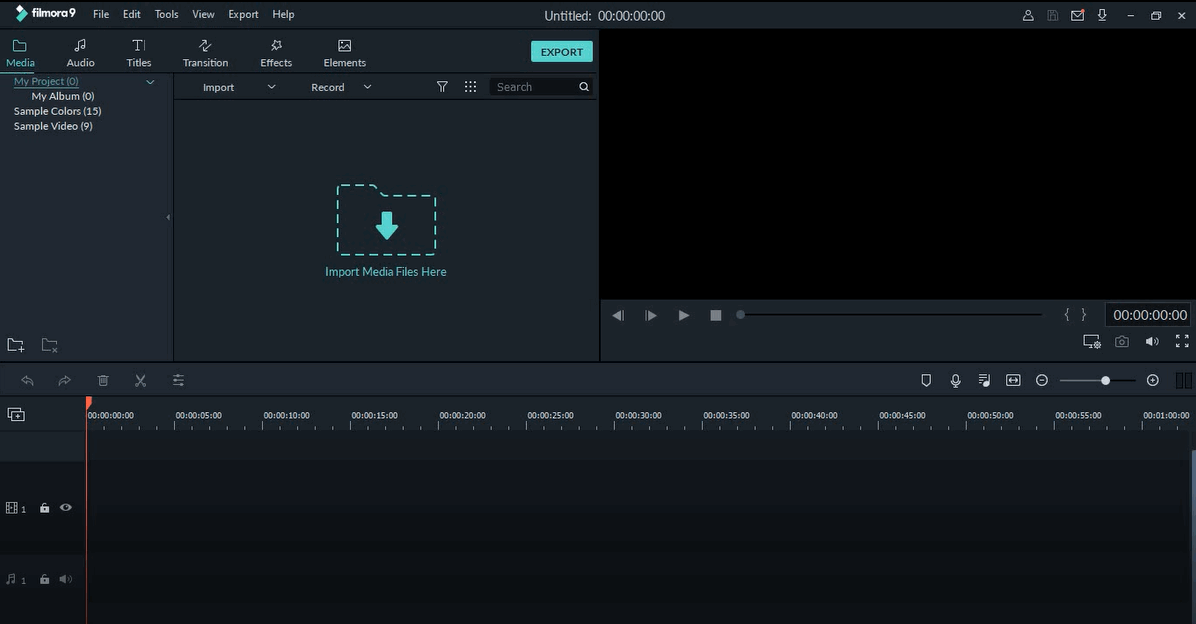 filmora9 File Edit Tools View Export Help Untitled: 00:00:00:00
Media Audio Titles Transition Effects Elements EXPORT
My Project (0)
My Album (0)
Sample Colors (15)
Sample Video (9)
Import Record Search
Import Media Files Here
{ } 00:00:00:00
00:00:00:00 00:00:05:00 00:00:10:00 00:00:15:00 00:00:20:00 00:00:25:00 00:00:30:00 00:00:35:00 00:00:40:00 00:00:45:00 00:00:50:00 00:00:55:00 00:01:00:00
1
1